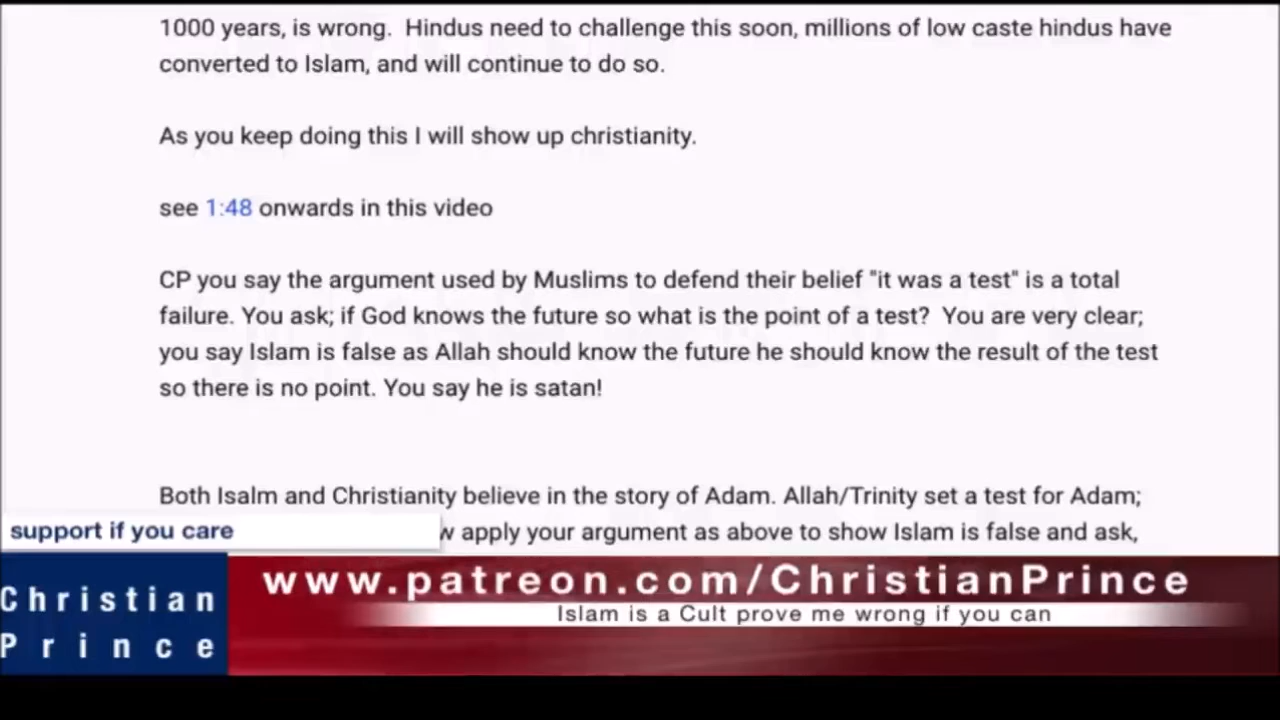 1000 years, is wrong. Hindus need to challenge this soon, millions of low caste hindus have
converted to Islam, and will continue to do so.
As you keep doing this I will show up christianity.
see 1:48 onwards in this video
CP you say the argument used by Muslims to defend their belief "it was a test" is a total
failure. You ask; if God knows the future so what is the point of a test? You are very clear;
you say Islam is false as Allah should know the future he should know the result of the test
so there is no point. You say he is satan!
Both Isalm and Christianity believe in the story of Adam. Allah/Trinity set a test for Adam;
apply your argument as above to show Islam is false and ask,
support if you care
Christian
Prince
www.patreon.com/ChristianPrince
Islam is a Cult prove me wrong if you can